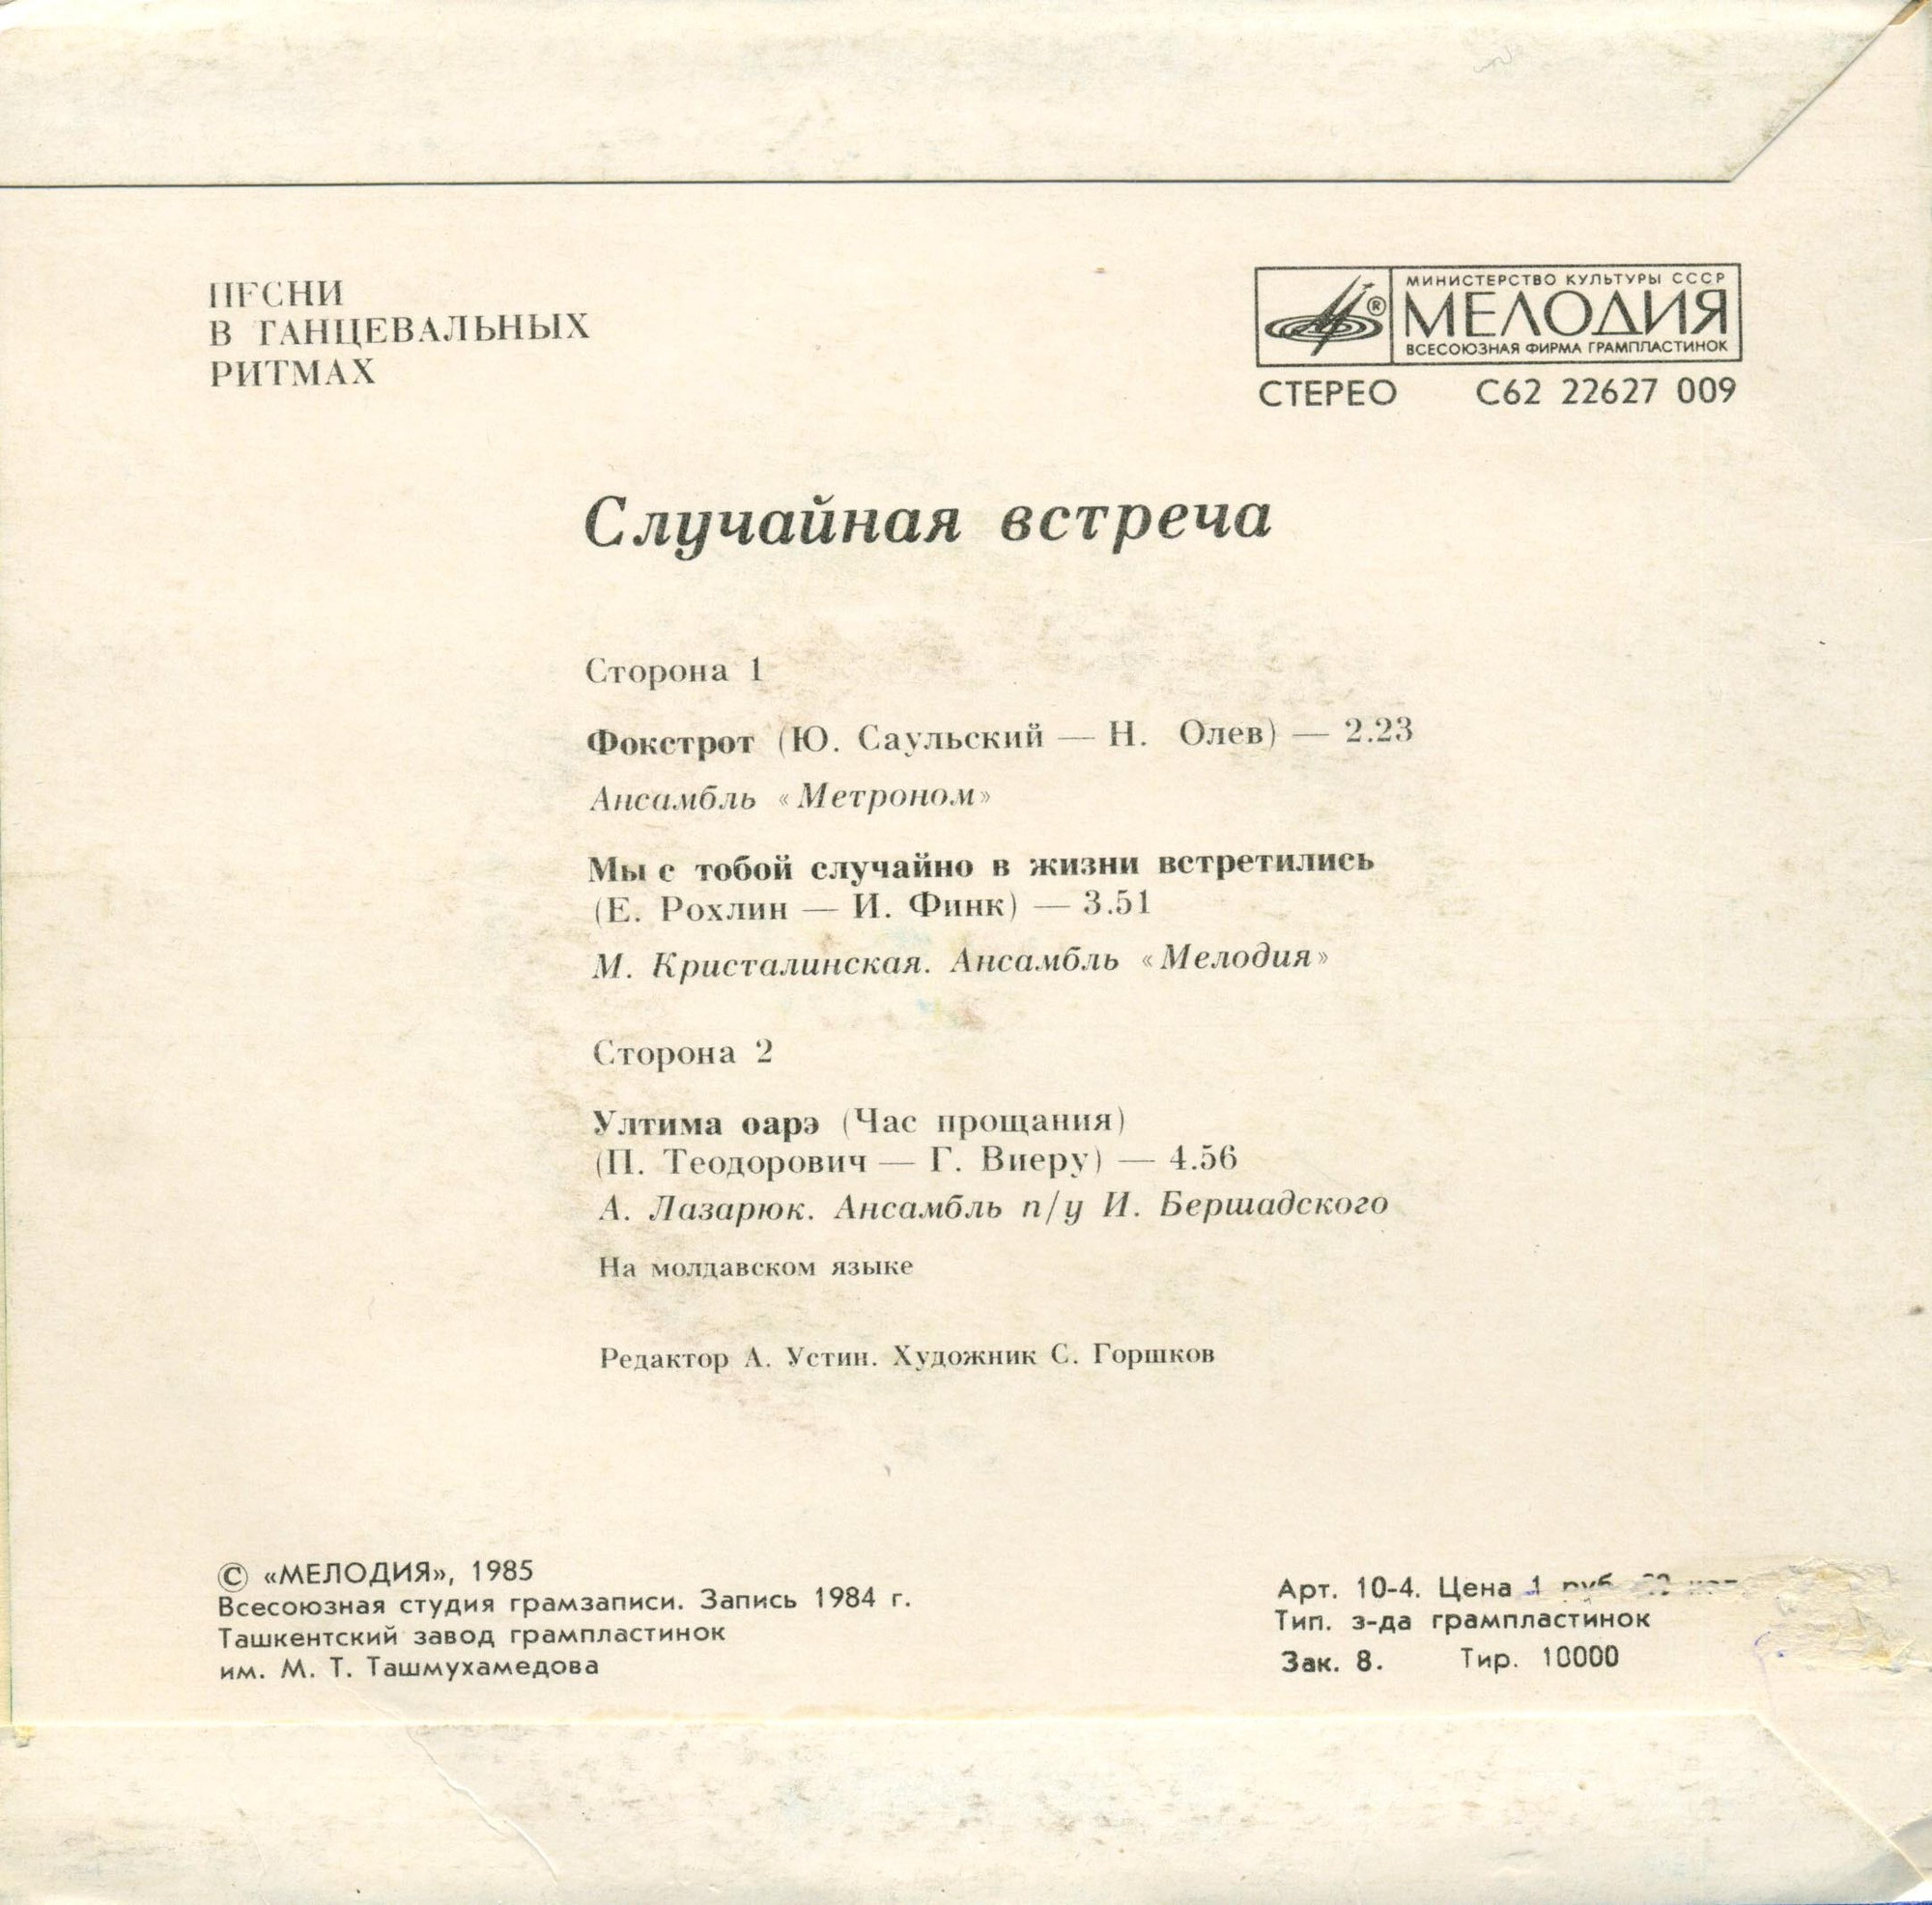 ПЕСНИ
В ТАНЦЕВАЛЬНЫХ
РИТМАХ
МИНИСТЕРСТВО КУЛЬТУРЫ СССР
® МЕЛОДИЯ
ВСЕСОЮЗНАЯ ФИРМА ГРАМПЛАСТИНОК
СТЕРЕО С62 22627 009
Случайная встреча
Сторона 1
Фокстрот (Ю. Саульский — Н. Олев) — 2.23
Ансамбль «Метроном»
Мы с тобой случайно в жизни встретились
(Е. Рохлин — И. Финк) — 3.51
М. Кристалинская. Ансамбль «Мелодия»
Сторона 2
Ултима оарэ (Час прощания)
(П. Теодорович — Г. Виеру) — 4.56
А. Лазарюк. Ансамбль п/у И. Бершадского
На молдавском языке
Редактор А. Устин. Художник С. Горшков
© «МЕЛОДИЯ», 1985
Всесоюзная студия грамзаписи. Запись 1984 г.
Ташкентский завод грампластинок
им. М. Т. Ташмухамедова
Арт. 10-4. Цена 1 руб.
Тип. з-да грампластинок
Зак. 8. Тир. 10000